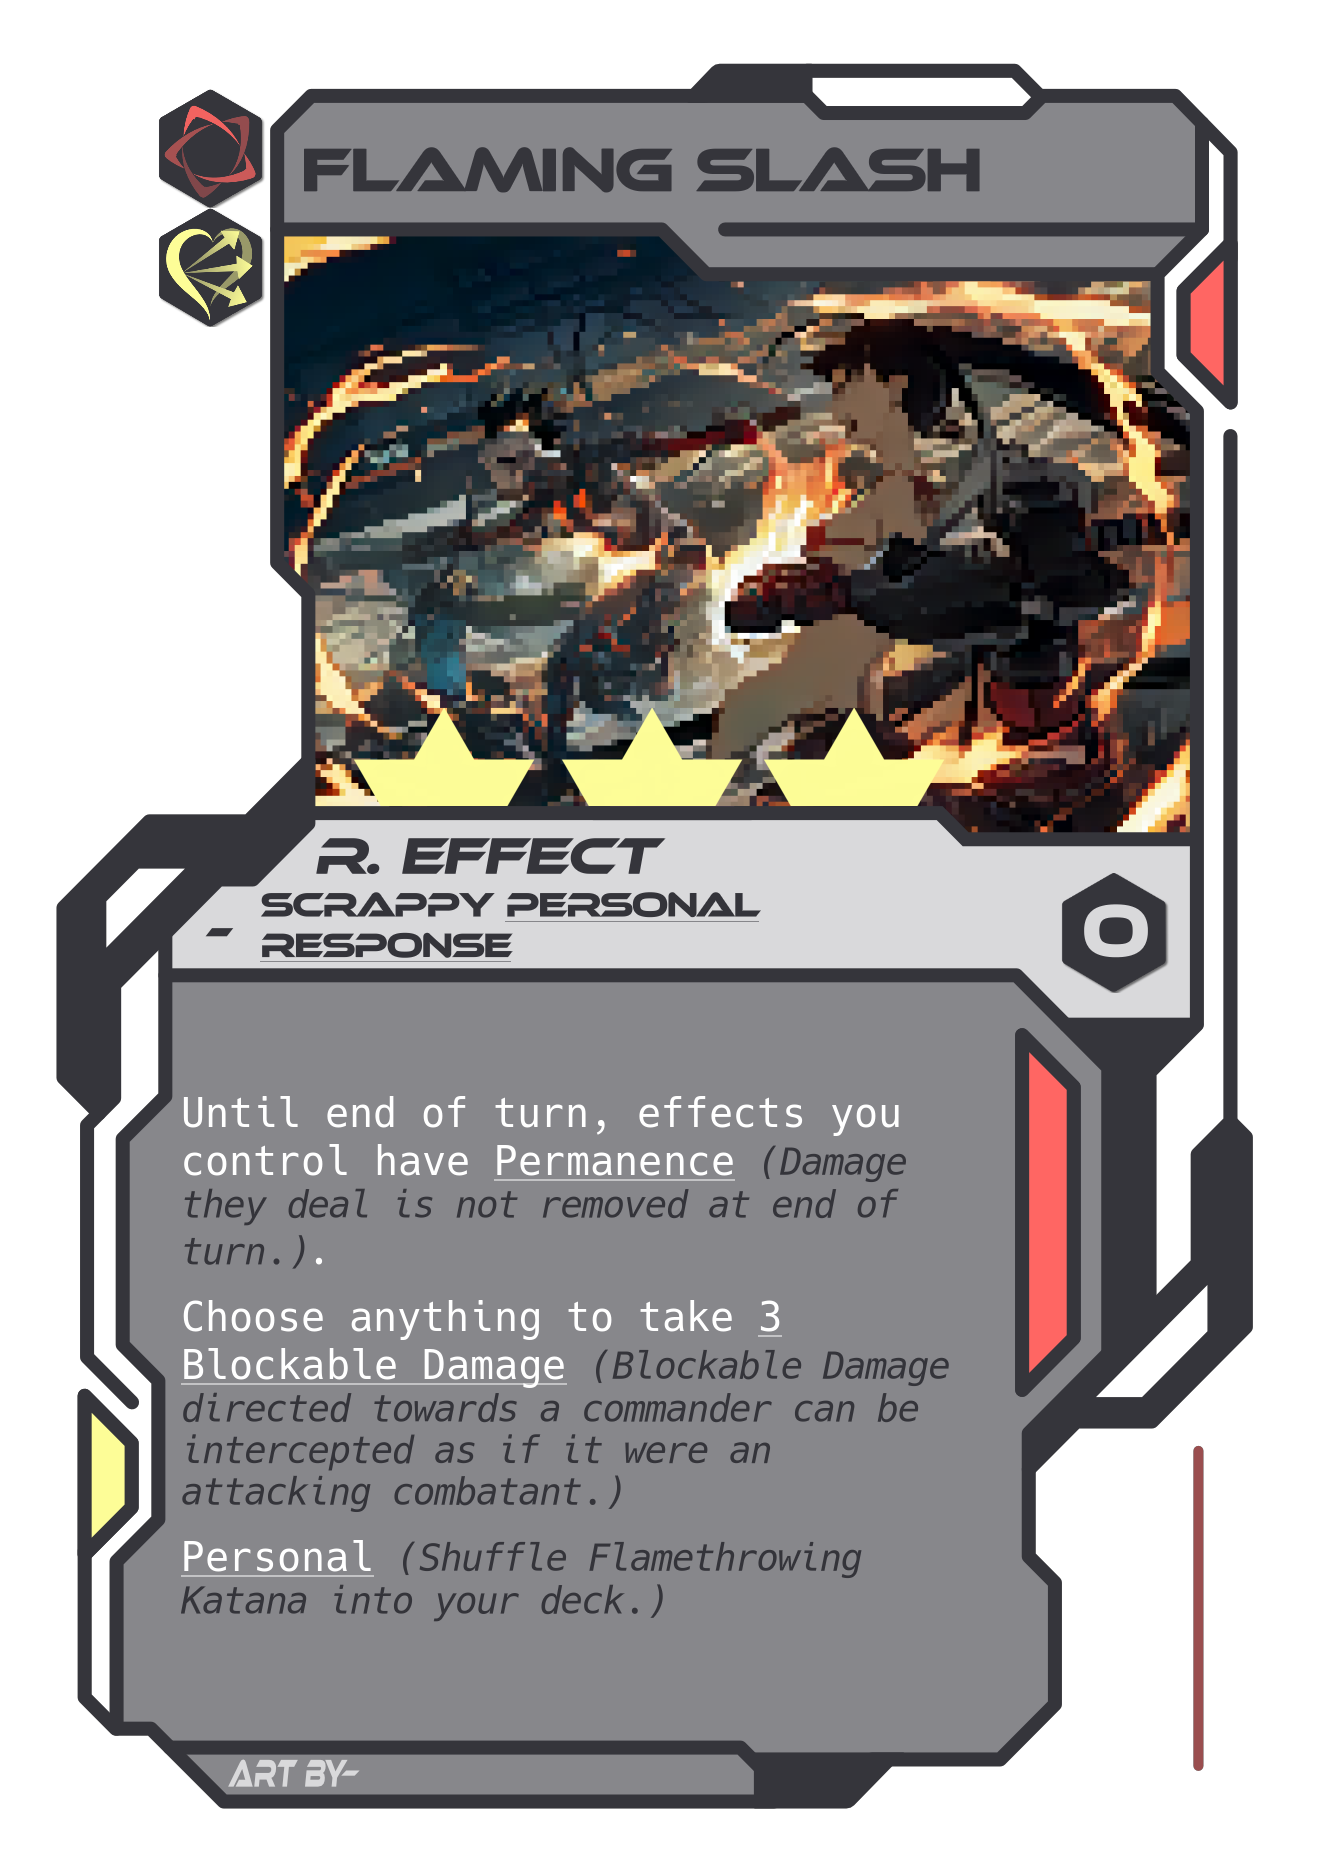 FLAMING SLASH
R. EFFECT
SCRAPPY PERSONAL
- RESPONSE
0
Until end of turn, effects you
control have Permanence (Damage
they deal is not removed at end of
turn.).
Choose anything to take 3
Blockable Damage (Blockable Damage
directed towards a commander can be
intercepted as if it were an
attacking combatant.)
Personal (Shuffle Flamethrowing
Katana into your deck.)
ART BY-